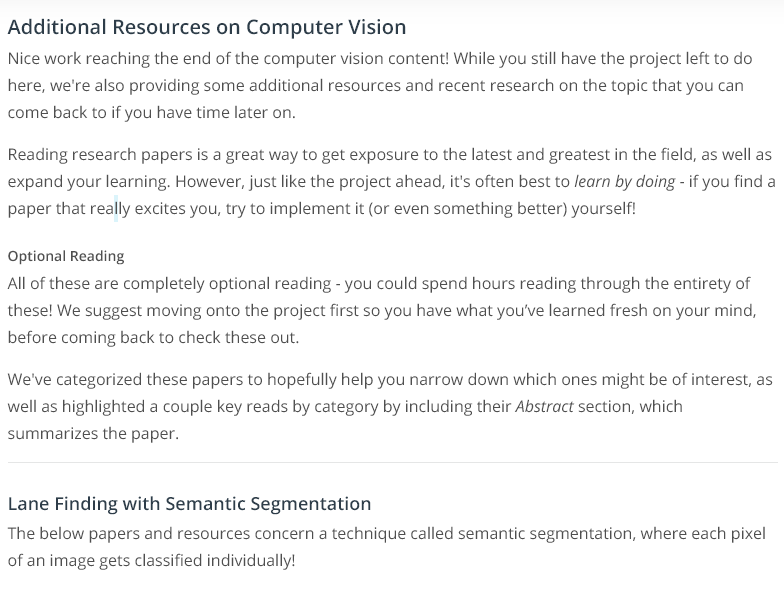 Additional Resources on Computer Vision
Nice work reaching the end of the computer vision content! While you still have the project left to do
here, we're also providing some additional resources and recent research on the topic that you can
come back to if you have time later on.
Reading research papers is a great way to get exposure to the latest and greatest in the field, as well as
expand your learning. However, just like the project ahead, it's often best to learn by doing - if you find a
paper that really excites you, try to implement it (or even something better) yourself!
Optional Reading
All of these are completely optional reading - you could spend hours reading through the entirety of
these! We suggest moving onto the project first so you have what you’ve learned fresh on your mind,
before coming back to check these out.
We've categorized these papers to hopefully help you narrow down which ones might be of interest, as
well as highlighted a couple key reads by category by including their Abstract section, which
summarizes the paper.
Lane Finding with Semantic Segmentation
The below papers and resources concern a technique called semantic segmentation, where each pixel
of an image gets classified individually!